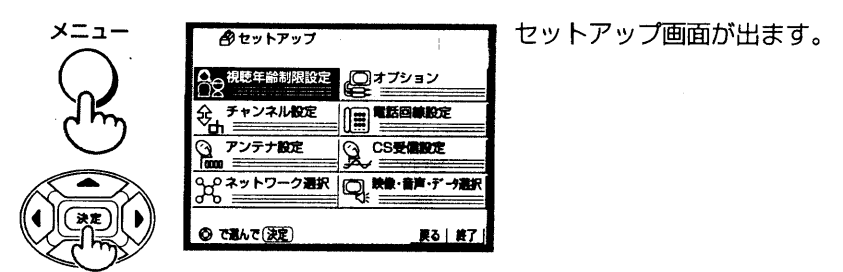 メニュー
セットアップ画面が出ます。
セットアップ
視聴年齢制限設定 オプション
チャンネル設定 電話回線設定
アンテナ設定 CS受信設定
ネットワーク選択 映像・音声・データ選択
で選んで 決定 戻る 終了
決定